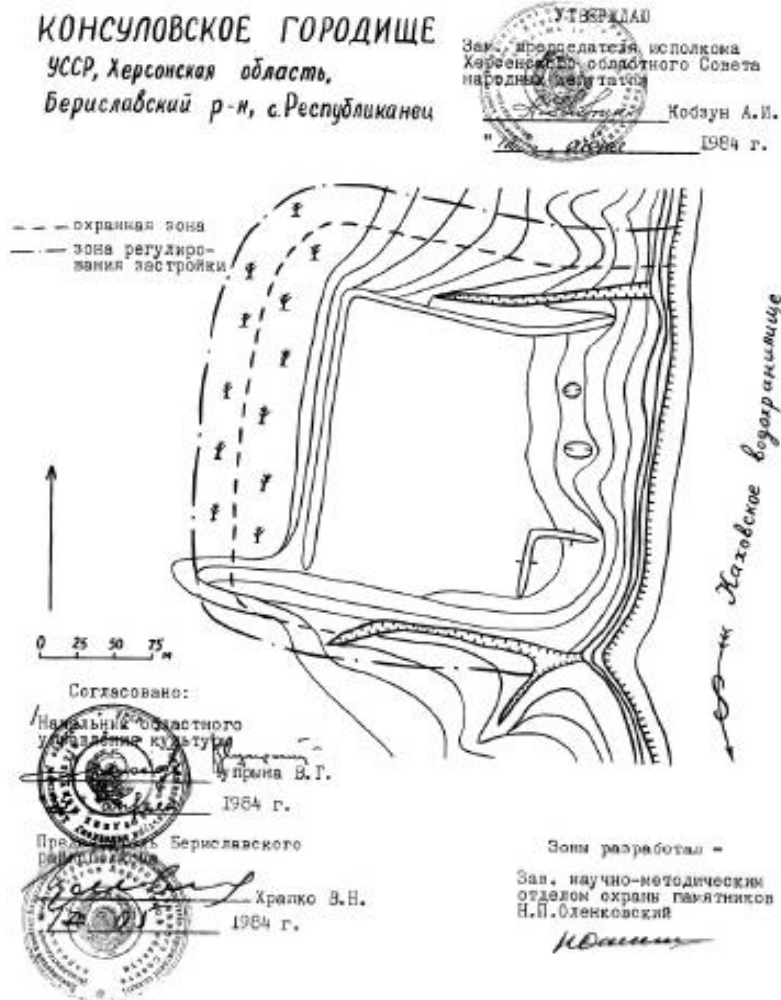 КОНСУЛОВСКОЕ ГОРОДИЩЕ
УССР, Херсонская область,
Бериславский р-н, с. Республиканец
УТВЕРЖДАЮ
Зам. председателя исполкома
Херсонского областного Совета
народных депутатов
Кобзун А.И.
1984 г.
охранная зона
зона регулиро-
вания застройки
Каховское водохранилище
0 25 50 75
м
Согласовано:
Начальник областного
управления культуры
Чуприна В.Г.
1984 г.
Председатель Бериславского
райисполкома
Храпко В.Н.
1984 г.
Зоны разработал -
Зав. научно-методическим
отделом охраны памятников
Н.П.Оленковский